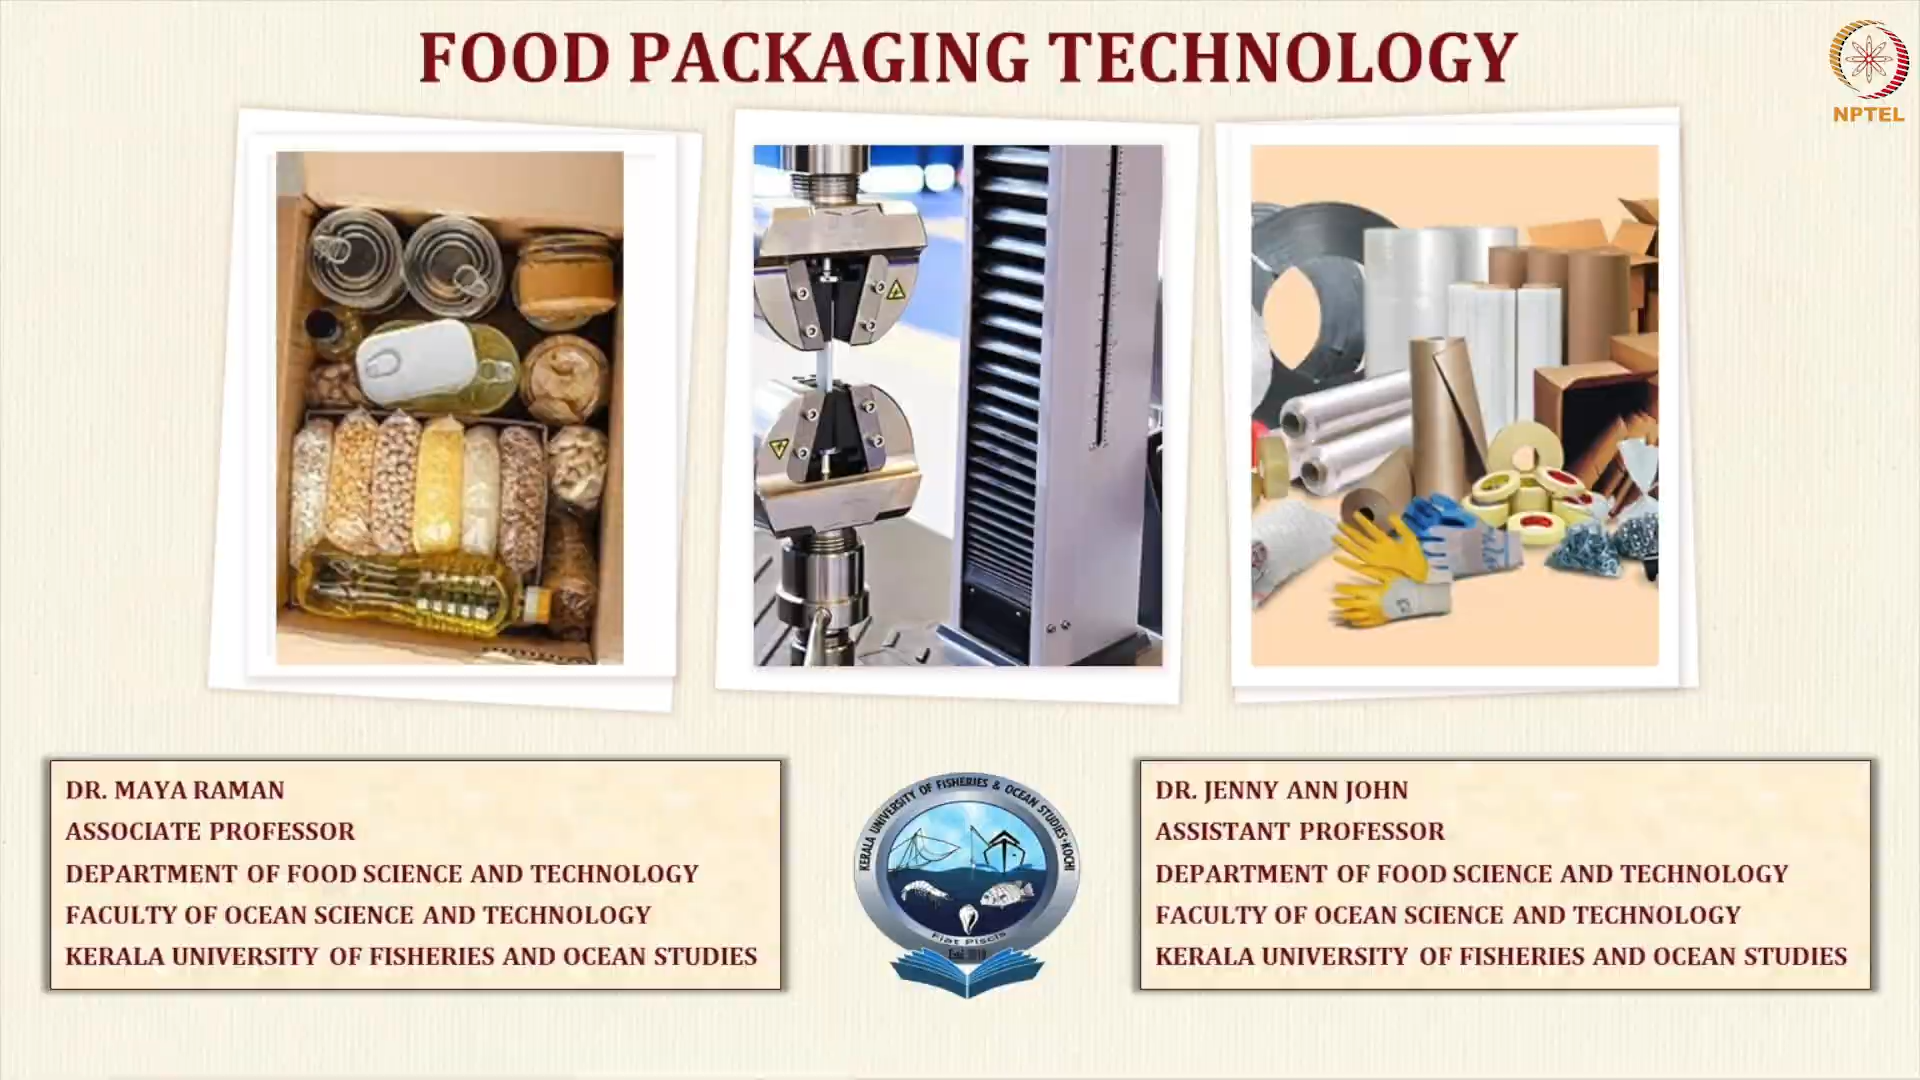 FOOD PACKAGING TECHNOLOGY
NPTEL
DR. MAYA RAMAN
ASSOCIATE PROFESSOR
DEPARTMENT OF FOOD SCIENCE AND TECHNOLOGY
FACULTY OF OCEAN SCIENCE AND TECHNOLOGY
KERALA UNIVERSITY OF FISHERIES AND OCEAN STUDIES
KERALA UNIVERSITY OF FISHERIES & OCEAN STUDIES-KOCHI
Fiat Piscis
DR. JENNY ANN JOHN
ASSISTANT PROFESSOR
DEPARTMENT OF FOOD SCIENCE AND TECHNOLOGY
FACULTY OF OCEAN SCIENCE AND TECHNOLOGY
KERALA UNIVERSITY OF FISHERIES AND OCEAN STUDIES